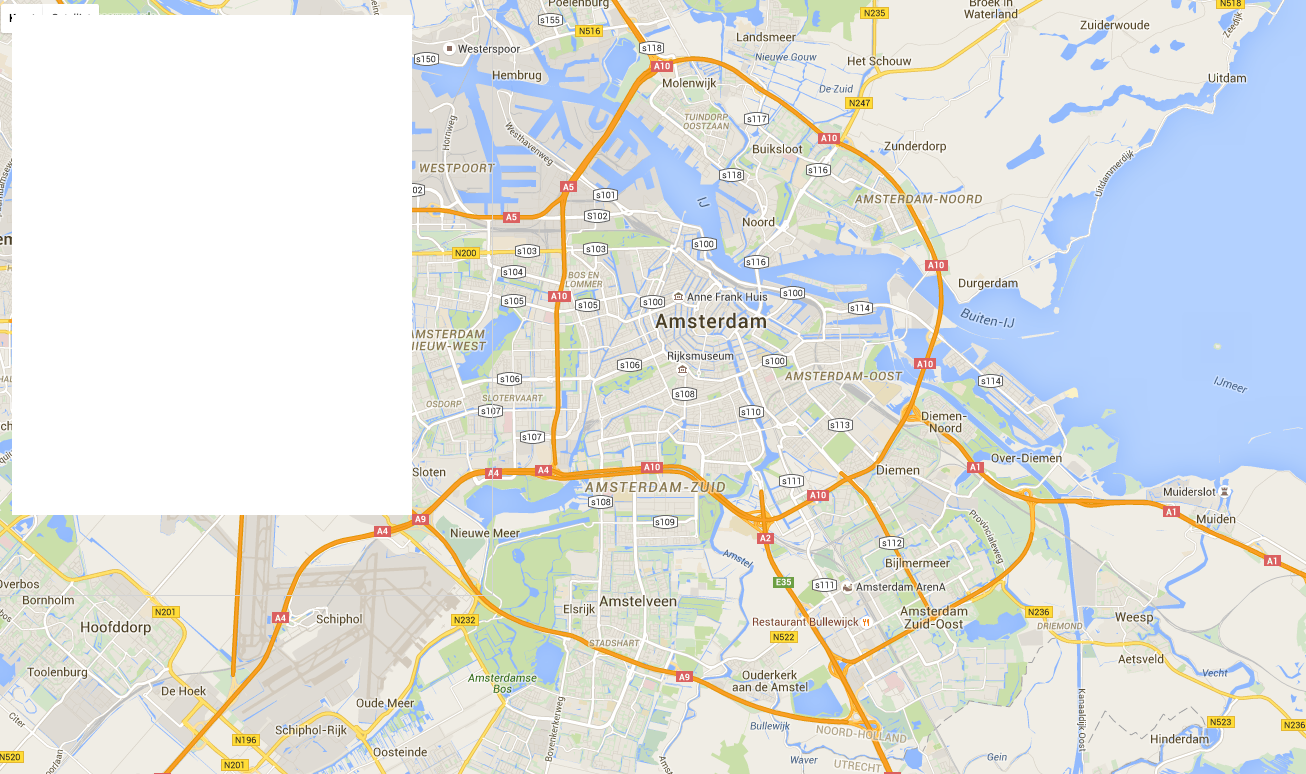 Poelenburg
s155
N516
N235
Broek in
Waterland
N518
Zuiderwoude
Zeedijk
Landsmeer
s118
Westerspoor
s150
Nieuwe Gouw
Het Schouw
A10
Hembrug
Molenwijk
Uitdam
De Zuid
N247
TUINDORP
OOSTZAAN
s117
Hornweg
Westhavenweg
A10
Buiksloot
Zunderdorp
Uitdammerdijk
WESTPOORT
s116
s118
A5
02
s101
IJ
AMSTERDAM-NOORD
A5
S102
Noord
s100
N200
s103
s103
s116
A10
s104
BOS EN
LOMMER
Durgerdam
A10
s105
s105
s100
Anne Frank Huis
s100
s114
Amsterdam
Buiten-IJ
AMSTERDAM
NIEUW-WEST
Rijksmuseum
s106
s100
A10
s106
AMSTERDAM-OOST
s114
IJmeer
SLOTERVAART
s108
OSDORP
s107
s110
s113
Diemen-
Noord
s107
Over-Diemen
Sloten
A4
A4
A10
Diemen
A1
AMSTERDAM-ZUID
s111
A10
Muiderslot
s108
A1
Muiden
A9
s109
A4
Nieuwe Meer
A2
Provincialeweg
s112
Amstel
A1
Bijlmermeer
Overbos
E35
s111
Amsterdam ArenA
Bornholm
N201
Elsrijk
Amstelveen
Amsterdam
Zuid-Oost
N236
A4
Schiphol
N232
Restaurant Bullewijck
Weesp
Hoofddorp
DRIEMOND
N522
STADSHART
Aetsveld
Toolenburg
A9
Ouderkerk
aan de Amstel
Vecht
Amsterdamse
Bos
De Hoek
Oude Meer
Citer
Bovenkerkerweg
Kanaaldijk Oost
Schiphol-Rijk
Bullewijk
N523
N236
N196
NOORD-HOLLAND
Hinderdam
Oosteinde
N520
N201
Waver
Gein
UTRECHT